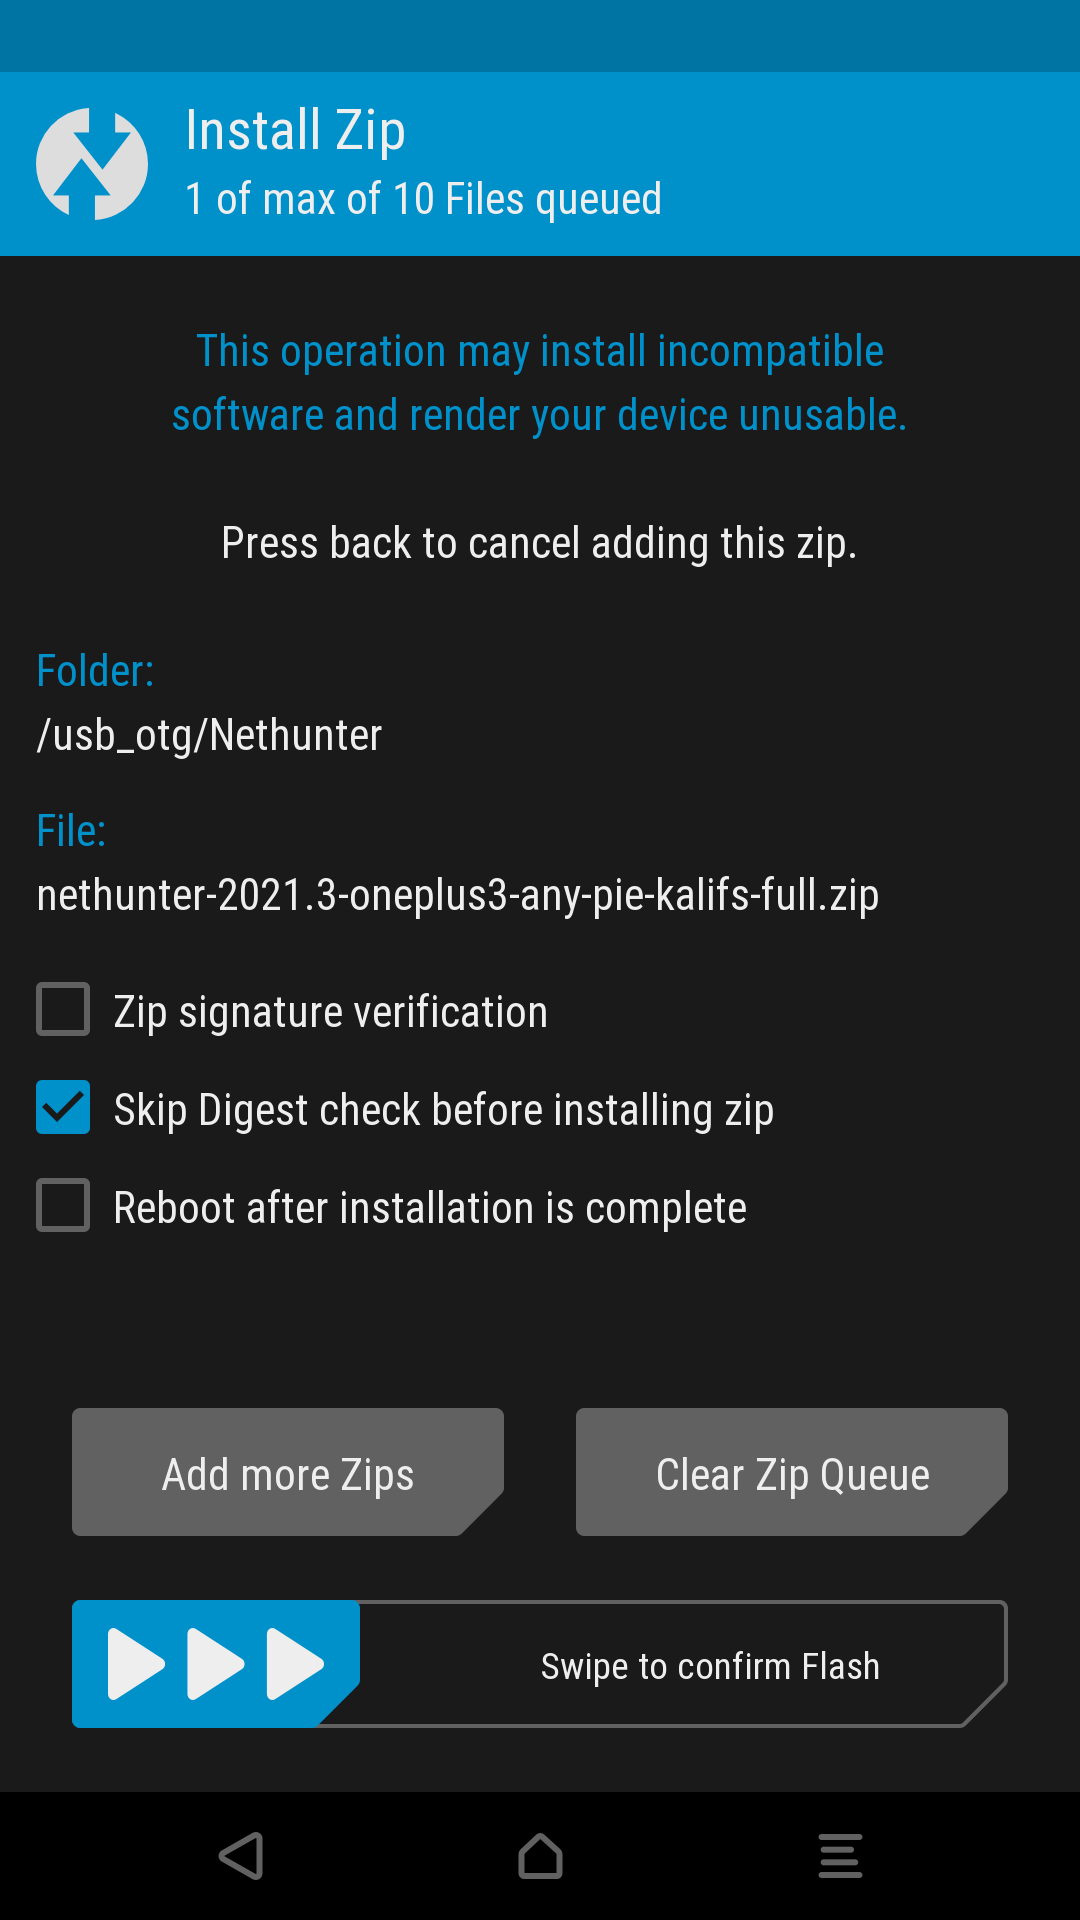 Install Zip
1 of max of 10 Files queued
This operation may install incompatible
software and render your device unusable.
Press back to cancel adding this zip.
Folder:
/usb_otg/Nethunter
File:
nethunter-2021.3-oneplus3-any-pie-kalifs-full.zip
Zip signature verification
Skip Digest check before installing zip
Reboot after installation is complete
Add more Zips
Clear Zip Queue
Swipe to confirm Flash